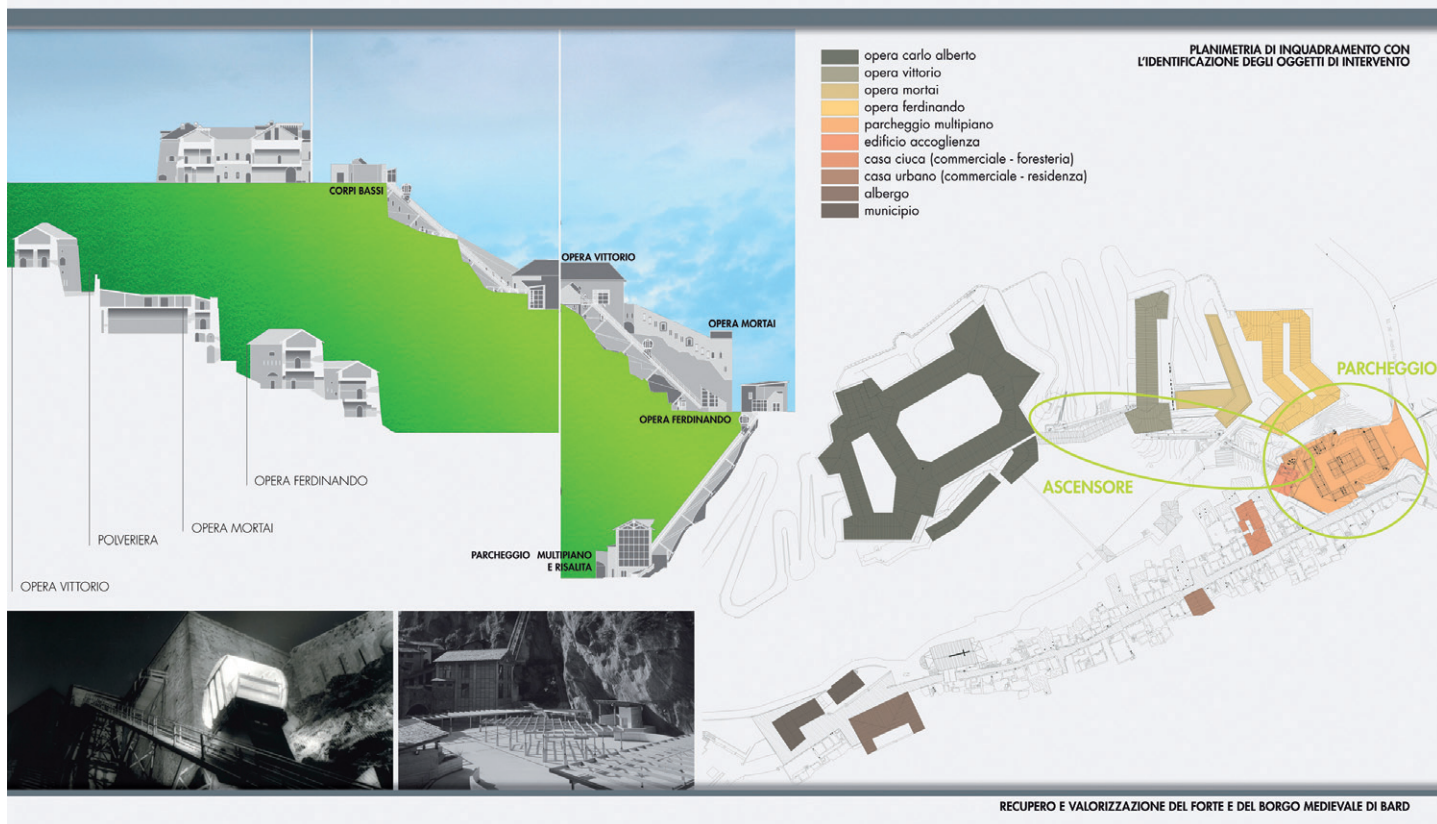 PLANIMETRIA DI INQUADRAMENTO CON
L'IDENTIFICAZIONE DEGLI OGGETTI DI INTERVENTO
opera carlo alberto
opera vittorio
opera mortai
opera ferdinando
parcheggio multipiano
edificio accoglienza
casa ciuca (commerciale - foresteria)
casa urbano (commerciale - residenza)
albergo
municipio
CORPI BASSI
OPERA VITTORIO
OPERA MORTAI
OPERA FERDINANDO
PARCHEGGIO MULTIPIANO
E RISALITA
OPERA FERDINANDO
OPERA MORTAI
POLVERIERA
OPERA VITTORIO
PARCHEGGIO
ASCENSORE
RECUPERO E VALORIZZAZIONE DEL FORTE E DEL BORGO MEDIEVALE DI BARD